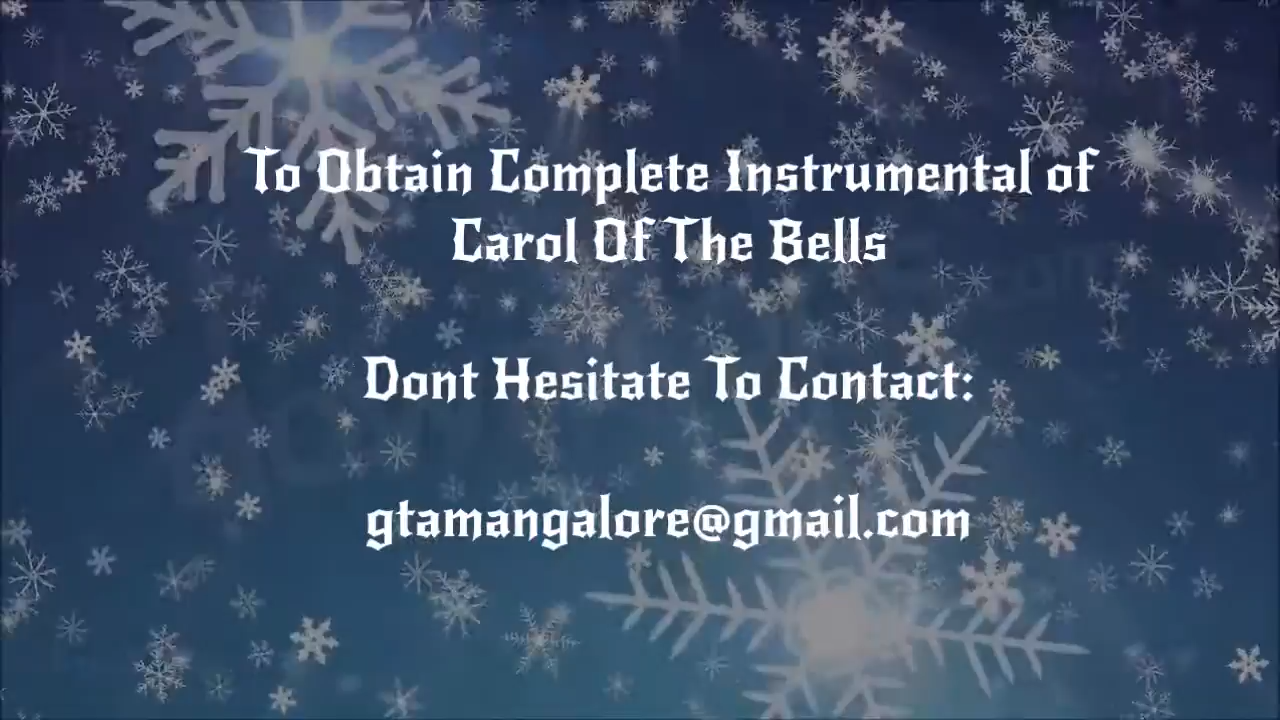 To Obtain Complete Instrumental of
Carol Of The Bells
Dont Hesitate To Contact:
gtamangalore@gmail.com